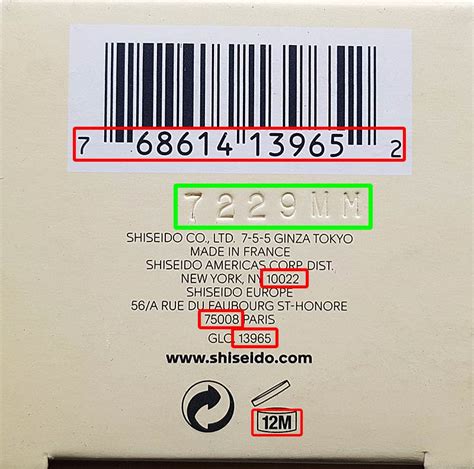 7 68614 13965 2
7229MM
SHISEIDO CO., LTD. 7-5-5 GINZA TOKYO
MADE IN FRANCE
SHISEIDO AMERICAS CORP. DIST.
NEW YORK, NY 10022
SHISEIDO EUROPE
56/A RUE DU FAUBOURG ST-HONORE
75008 PARIS
GLO. 13965
www.shiseido.com
12M